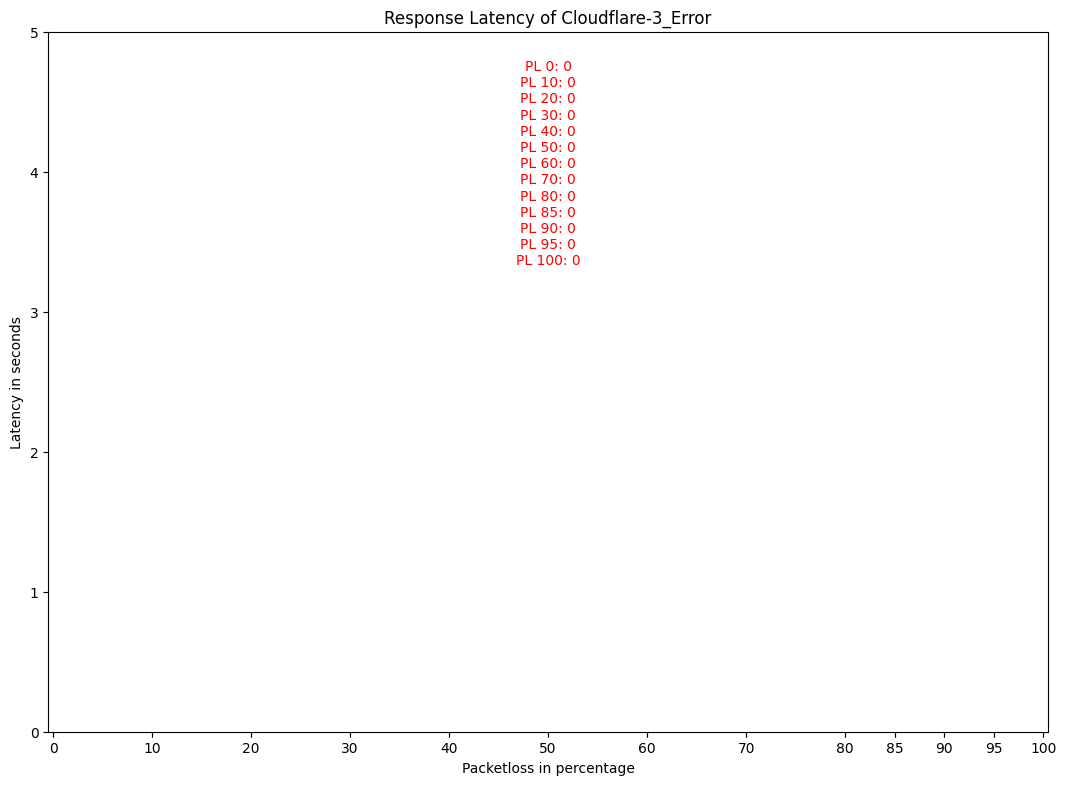 Response Latency of Cloudflare-3_Error
5
PL 0: 0
PL 10: 0
PL 20: 0
PL 30: 0
PL 40: 0
PL 50: 0
PL 60: 0
PL 70: 0
PL 80: 0
PL 85: 0
PL 90: 0
PL 95: 0
PL 100: 0
4
3
Latency in seconds
2
1
0
0 10 20 30 40 50 60 70 80 85 90 95 100
Packetloss in percentage